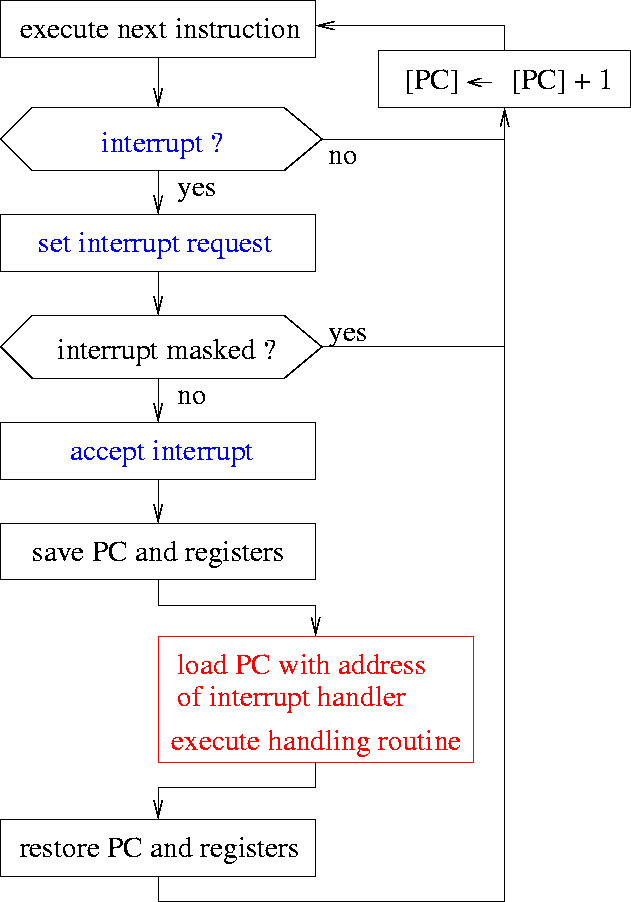 execute next instruction
[PC] ← [PC] + 1
interrupt ?
no
yes
set interrupt request
yes
interrupt masked ?
no
accept interrupt
save PC and registers
load PC with address
of interrupt handler
execute handling routine
restore PC and registers